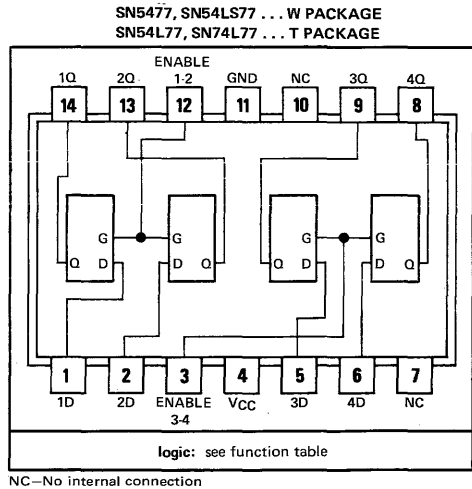 SN5477, SN54LS77 ... W PACKAGE
SN54L77, SN74L77 ... T PACKAGE
ENABLE
1Q 2Q 1-2 GND NC 3Q 4Q
14 13 12 11 10 9 8
G G G G
Q D D Q Q D D Q
1 2 3 4 5 6 7
1D 2D ENABLE VCC 3D 4D NC
3-4
logic: see function table
NC—No internal connection